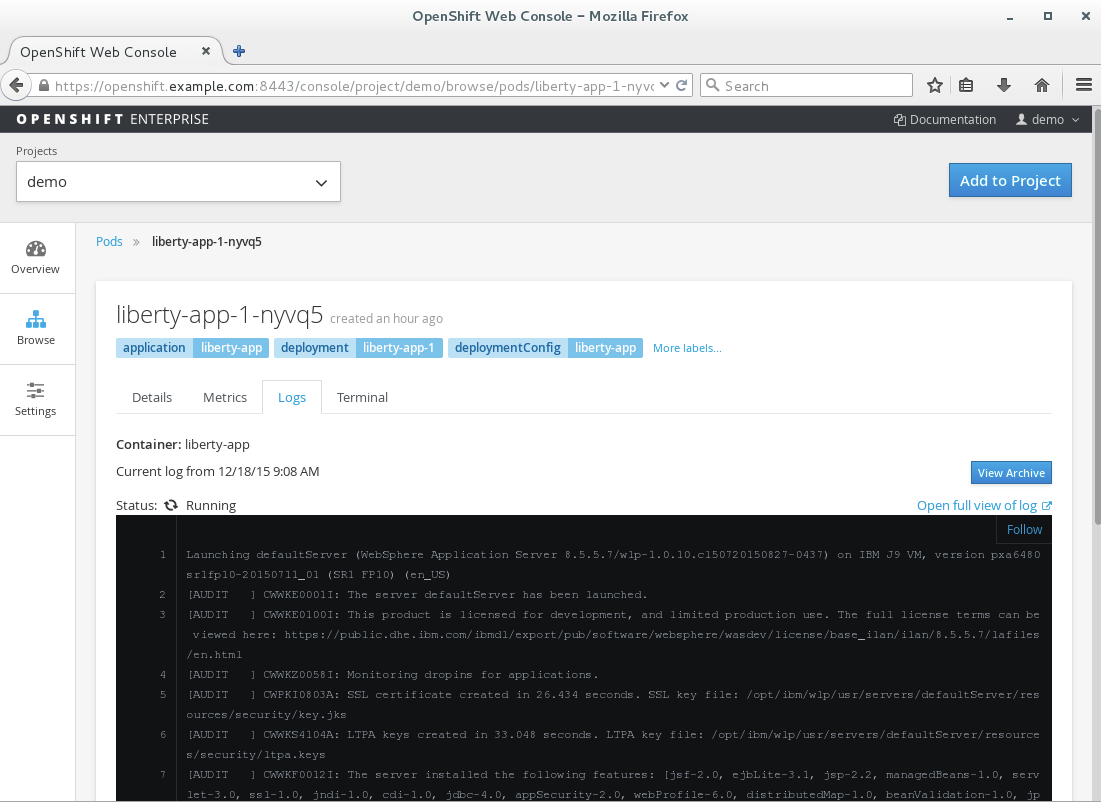 OpenShift Web Console – Mozilla Firefox
OpenShift Web Console
https://openshift.example.com:8443/console/project/demo/browse/pods/liberty-app-1-nyvq
Search
OPENSHIFT ENTERPRISE
Documentation
demo
Projects
demo
Add to Project
Overview
Browse
Settings
Pods » liberty-app-1-nyvq5
liberty-app-1-nyvq5 created an hour ago
application liberty-app deployment liberty-app-1 deploymentConfig liberty-app More labels...
Details Metrics Logs Terminal
Container: liberty-app
Current log from 12/18/15 9:08 AM
View Archive
Status: Running
Open full view of log
Follow
1 Launching defaultServer (WebSphere Application Server 8.5.5.7/wlp-1.0.10.cl50720150827-0437) on IBM J9 VM, version pxa6480
sr1fp10-20150711_01 (SR1 FP10) (en_US)
2 [AUDIT   ] CWWKE0001I: The server defaultServer has been launched.
3 [AUDIT   ] CWWKE0100I: This product is licensed for development, and limited production use. The full license terms can be
viewed here: https://public.dhe.ibm.com/ibmdl/export/pub/software/websphere/wasdev/license/base_ilan/ilan/8.5.5.7/lafiles
/en.html
4 [AUDIT   ] CWWKZ0058I: Monitoring dropins for applications.
5 [AUDIT   ] CWPKI0803A: SSL certificate created in 26.434 seconds. SSL key file: /opt/ibm/wlp/usr/servers/defaultServer/res
ources/security/key.jks
6 [AUDIT   ] CWWKS4104A: LTPA keys created in 33.048 seconds. LTPA key file: /opt/ibm/wlp/usr/servers/defaultServer/resource
s/security/ltpa.keys
7 [AUDIT   ] CWWKF0012I: The server installed the following features: [jsf-2.0, ejbLite-3.1, jsp-2.2, managedBeans-1.0, serv
let-3.0, ssl-1.0, jndi-1.0, cdi-1.0, jdbc-4.0, appSecurity-2.0, webProfile-6.0, distributedMap-1.0, beanValidation-1.0, jp